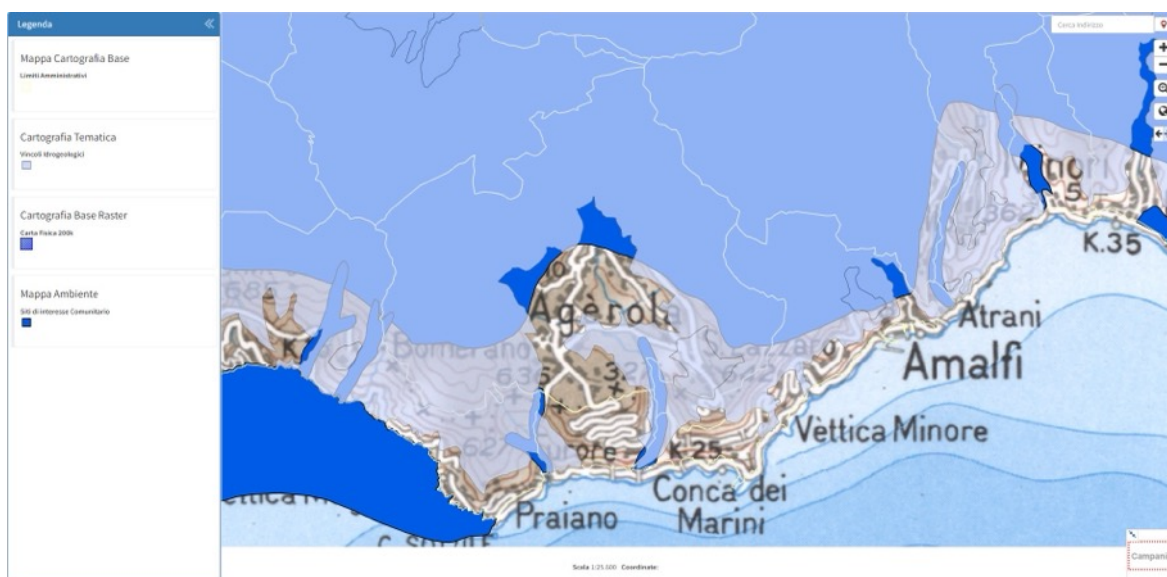 Legenda
Mappa Cartografia Base
Limiti Amministrativi
Cartografia Tematica
Vincoli Idrogeologici
Cartografia Base Raster
Carta Fisica 200k
Mappa Ambiente
Siti di interesse Comunitario
Cerca Indirizzo
K.35
Agèrol
Bomerano
Atrani
Amalfi
Vèttica Minore
K.25
Conca dei
Marini
Praiano
Scala 1:25.000 Coordinate:
Campani